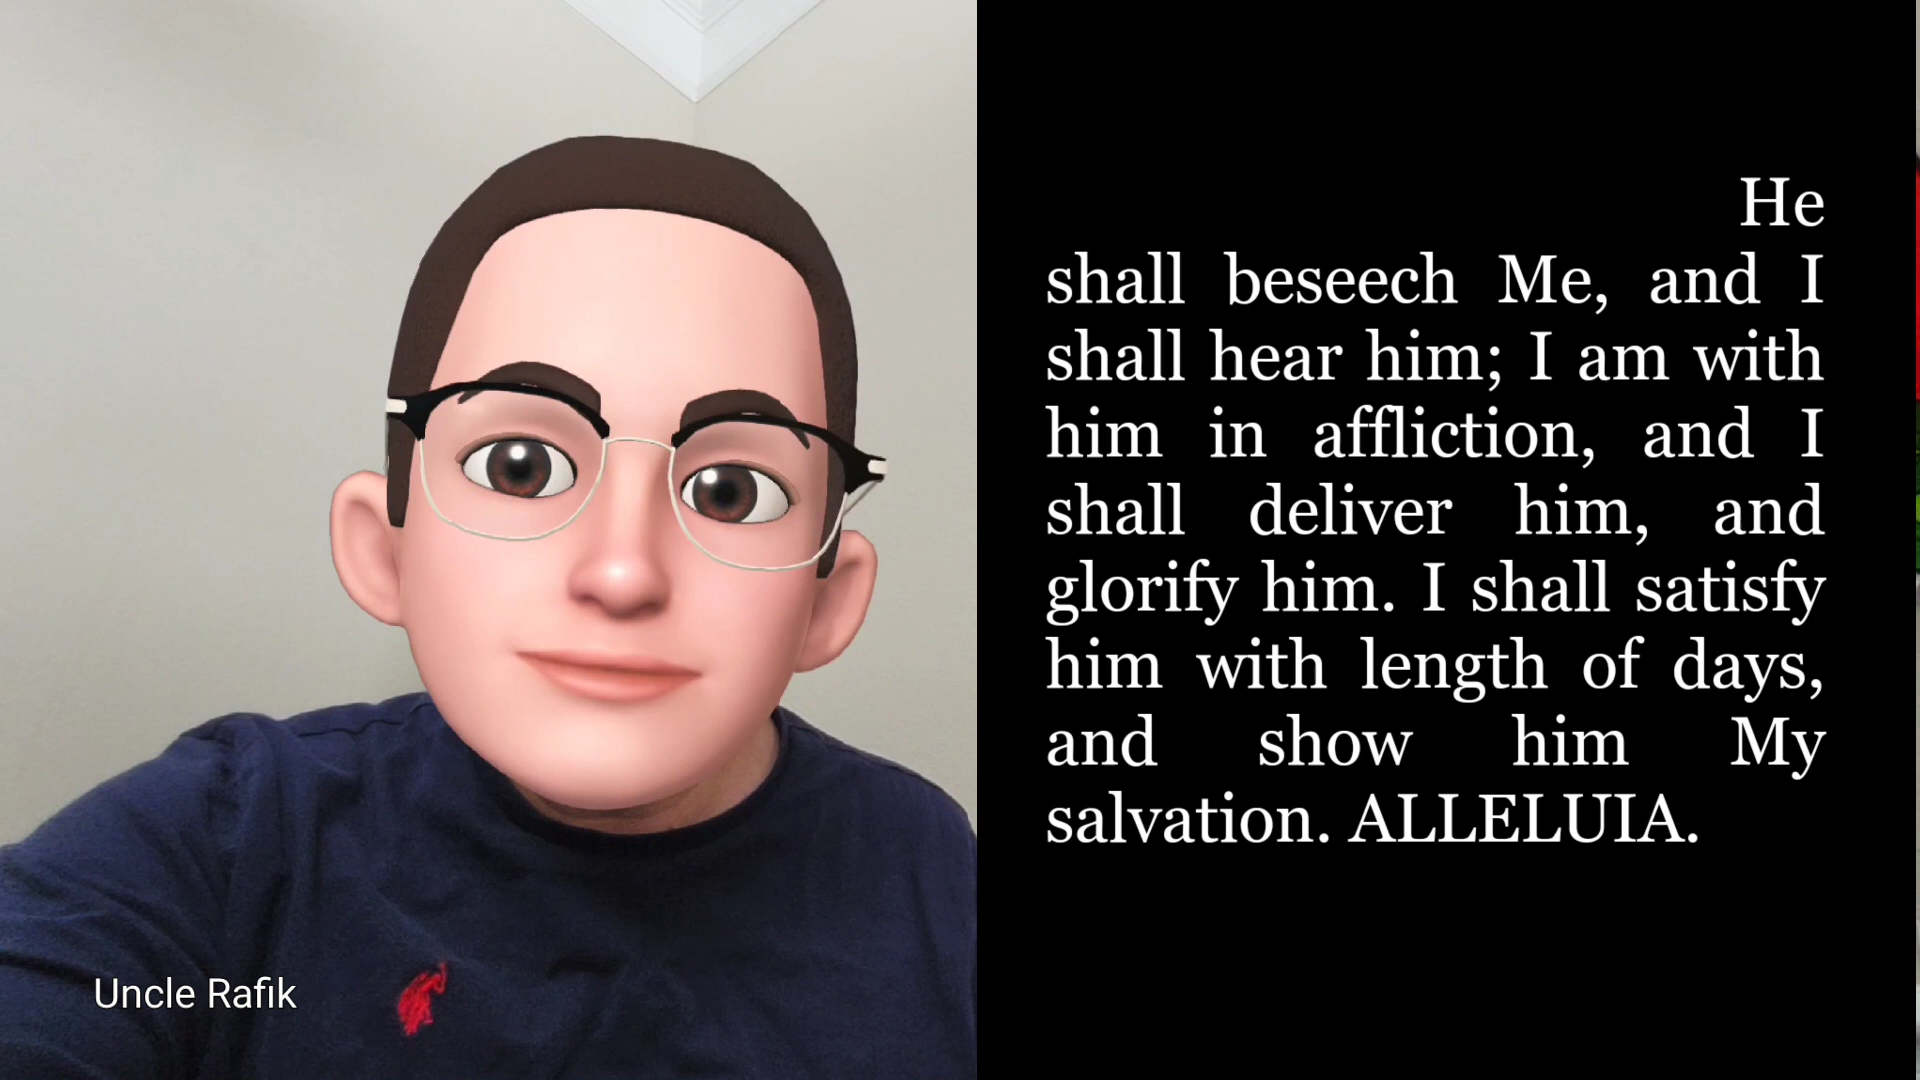 He
shall beseech Me, and I
shall hear him; I am with
him in affliction, and I
shall deliver him, and
glorify him. I shall satisfy
him with length of days,
and show him My
salvation. ALLELUIA.
Uncle Rafik